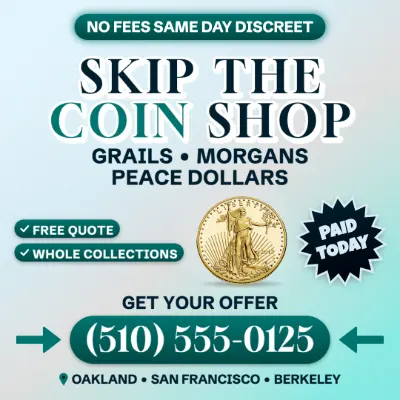 NO FEES SAME DAY DISCREET
SKIP THE
COIN SHOP
GRAILS • MORGANS
PEACE DOLLARS
FREE QUOTE
WHOLE COLLECTIONS
LIBERTY
PAID
TODAY
GET YOUR OFFER
(510) 555-0125
OAKLAND • SAN FRANCISCO • BERKELEY